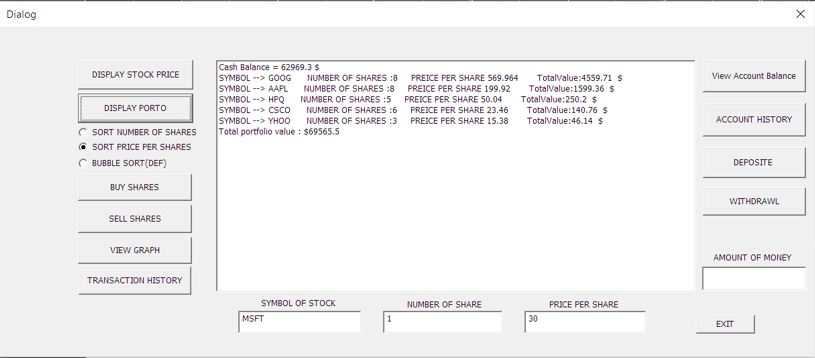 Dialog
DISPLAY STOCK PRICE
DISPLAY PORTO
SORT NUMBER OF SHARES
SORT PRICE PER SHARES
BUBBLE SORT(DEF)
BUY SHARES
SELL SHARES
VIEW GRAPH
TRANSACTION HISTORY
Cash Balance = 62969.3 $
SYMBOL --> GOOG NUMBER OF SHARES :8 PREICE PER SHARE 569.964 TotalValue:4559.71 $
SYMBOL --> AAPL NUMBER OF SHARES :8 PREICE PER SHARE 199.92 TotalValue:1599.36 $
SYMBOL --> HPQ NUMBER OF SHARES :5 PREICE PER SHARE 50.04 TotalValue:250.2 $
SYMBOL --> CSCO NUMBER OF SHARES :6 PREICE PER SHARE 23.46 TotalValue:140.76 $
SYMBOL --> YHOO NUMBER OF SHARES :3 PREICE PER SHARE 15.38 TotalValue:46.14 $
Total portfolio value : $69565.5
View Account Balance
ACCOUNT HISTORY
DEPOSITE
WITHDRAWL
AMOUNT OF MONEY
SYMBOL OF STOCK
MSFT
NUMBER OF SHARE
1
PRICE PER SHARE
30
EXIT